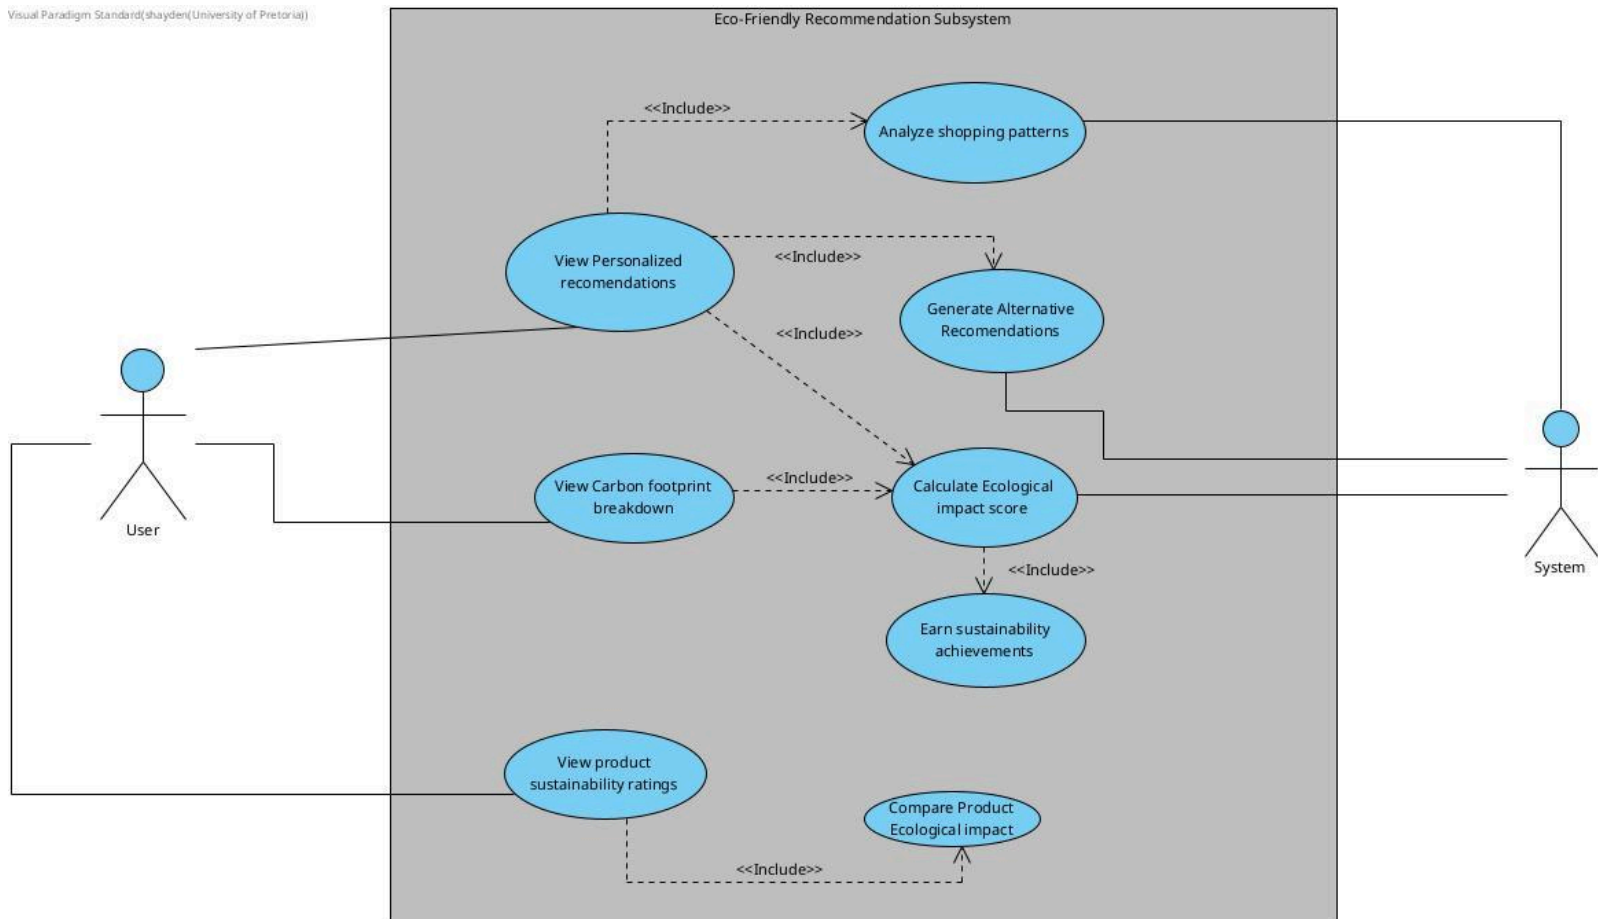 Visual Paradigm Standard(shayden(University of Pretoria))
Eco-Friendly Recommendation Subsystem
<<Include>>
Analyze shopping patterns
View Personalized
recomendations
<<Include>>
Generate Alternative
Recomendations
<<Include>>
View Carbon footprint
breakdown
<<Include>>
Calculate Ecological
impact score
User
System
<<Include>>
Earn sustainability
achievements
View product
sustainability ratings
Compare Product
Ecological impact
<<Include>>